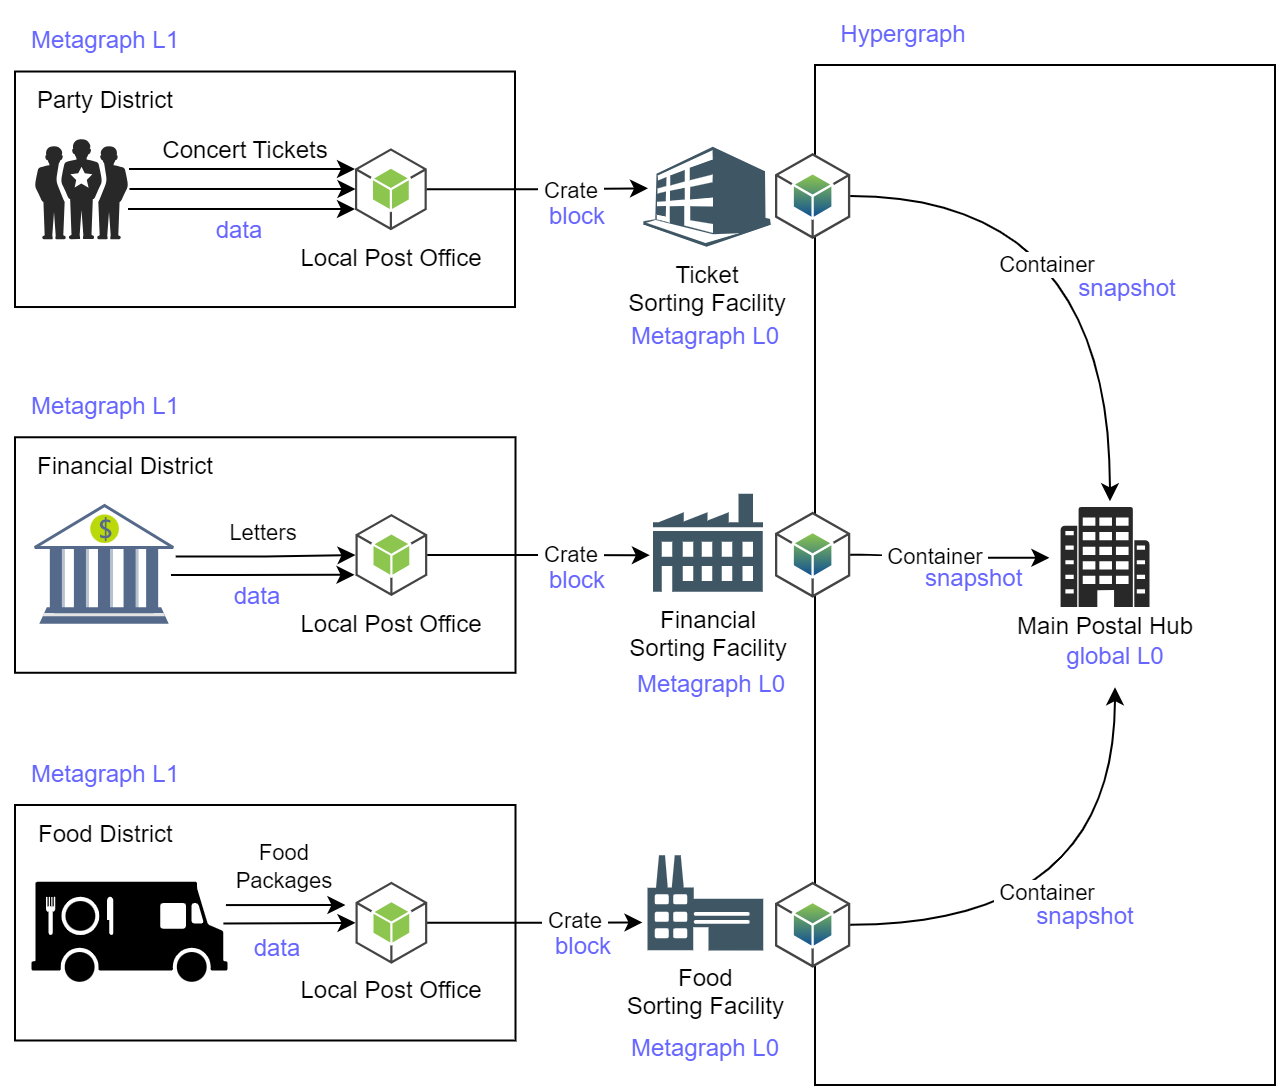 Metagraph L1
Hypergraph
Party District
Concert Tickets
data
Local Post Office
Crate
block
Ticket
Sorting Facility
Metagraph L0
Container
snapshot
Metagraph L1
Financial District
Letters
data
Local Post Office
Crate
block
Financial
Sorting Facility
Metagraph L0
Container
snapshot
Main Postal Hub
global L0
Metagraph L1
Food District
Food
Packages
data
Local Post Office
Crate
block
Food
Sorting Facility
Metagraph L0
Container
snapshot
$